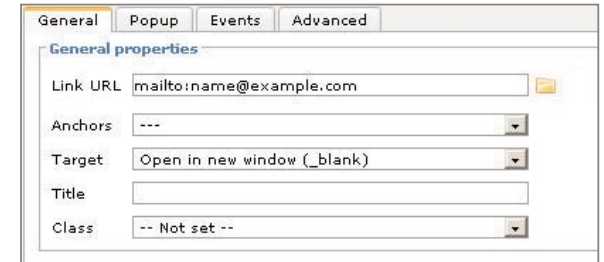 General Popup Events Advanced
General properties
Link URL mailto:name@example.com
Anchors ---
Target Open in new window (_blank)
Title
Class -- Not set --